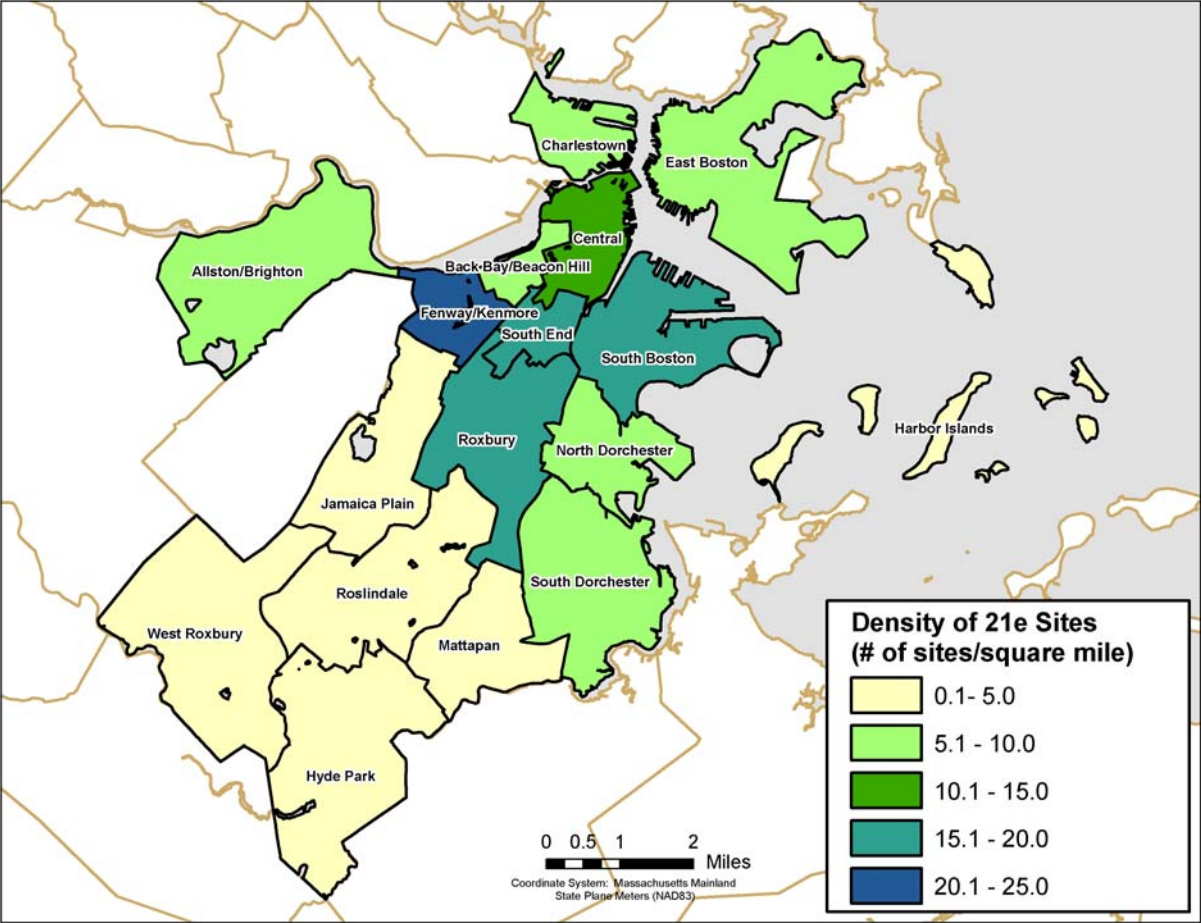 Charlestown
East Boston
Central
Allston/Brighton
Back Bay/Beacon Hill
Fenway/Kenmore
South End
South Boston
Roxbury
North Dorchester
Harbor Islands
Jamaica Plain
South Dorchester
Roslindale
West Roxbury
Mattapan
Hyde Park
Density of 21e Sites
(# of sites/square mile)
0.1- 5.0
5.1 - 10.0
10.1 - 15.0
15.1 - 20.0
20.1 - 25.0
0 0.5 1 2
Miles
Coordinate System: Massachusetts Mainland
State Plane Meters (NAD83)